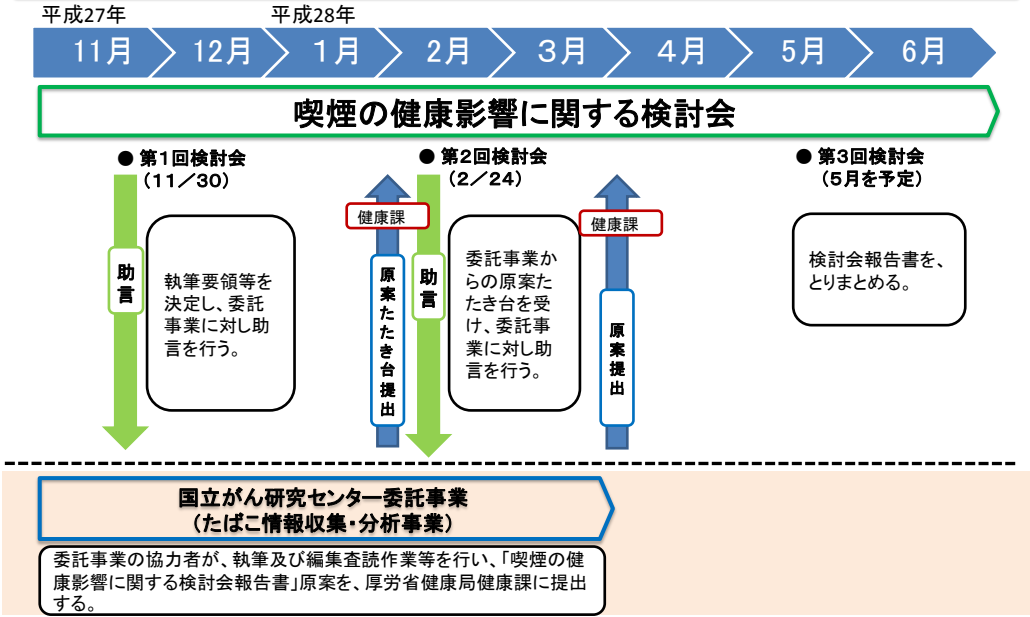 平成27年
平成28年
11月
12月
1月
2月
3月
4月
5月
6月
喫煙の健康影響に関する検討会
● 第1回検討会
(11/30)
● 第2回検討会
(2/24)
● 第3回検討会
(5月を予定)
助言
執筆要領等を
決定し、委託
事業に対し助
言を行う。
健康課
原案たたき台提出
助言
委託事業か
らの原案た
たき台を受
け、委託事
業に対し助
言を行う。
健康課
原案提出
検討会報告書を、
とりまとめる。
国立がん研究センター委託事業
(たばこ情報収集・分析事業)
委託事業の協力者が、執筆及び編集査読作業等を行い、「喫煙の健
康影響に関する検討会報告書」原案を、厚労省健康局健康課に提出
する。